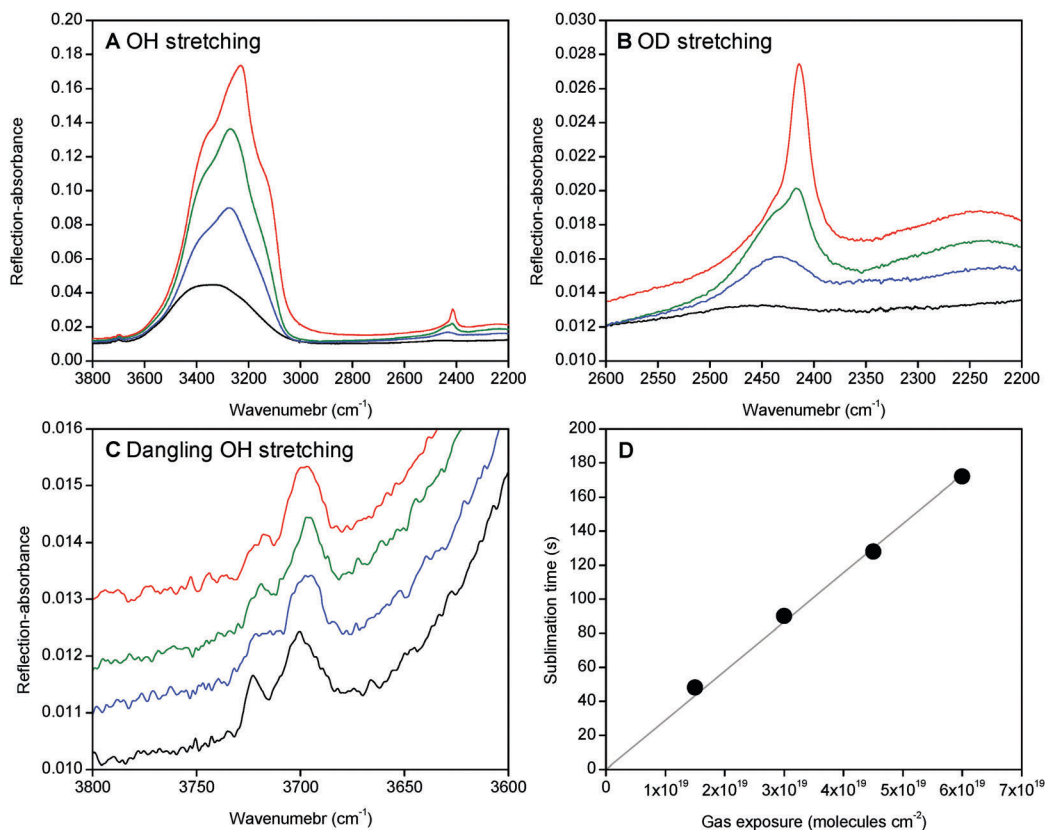 A OH stretching
0.20
0.18
0.16
0.14
0.12
0.10
0.08
0.06
0.04
0.02
0.00
Reflection-absorbance
3800 3600 3400 3200 3000 2800 2600 2400 2200
Wavenumebr (cm⁻¹)
B OD stretching
0.030
0.028
0.026
0.024
0.022
0.020
0.018
0.016
0.014
0.012
0.010
Reflection-absorbance
2600 2550 2500 2450 2400 2350 2300 2250 2200
Wavenumebr (cm⁻¹)
C Dangling OH stretching
0.016
0.015
0.014
0.013
0.012
0.011
0.010
Reflection-absorbance
3800 3750 3700 3650 3600
Wavenumebr (cm⁻¹)
D
200
180
160
140
120
100
80
60
40
20
0
Sublimation time (s)
0 1x10¹⁹ 2x10¹⁹ 3x10¹⁹ 4x10¹⁹ 5x10¹⁹ 6x10¹⁹ 7x10¹⁹
Gas exposure (molecules cm⁻²)